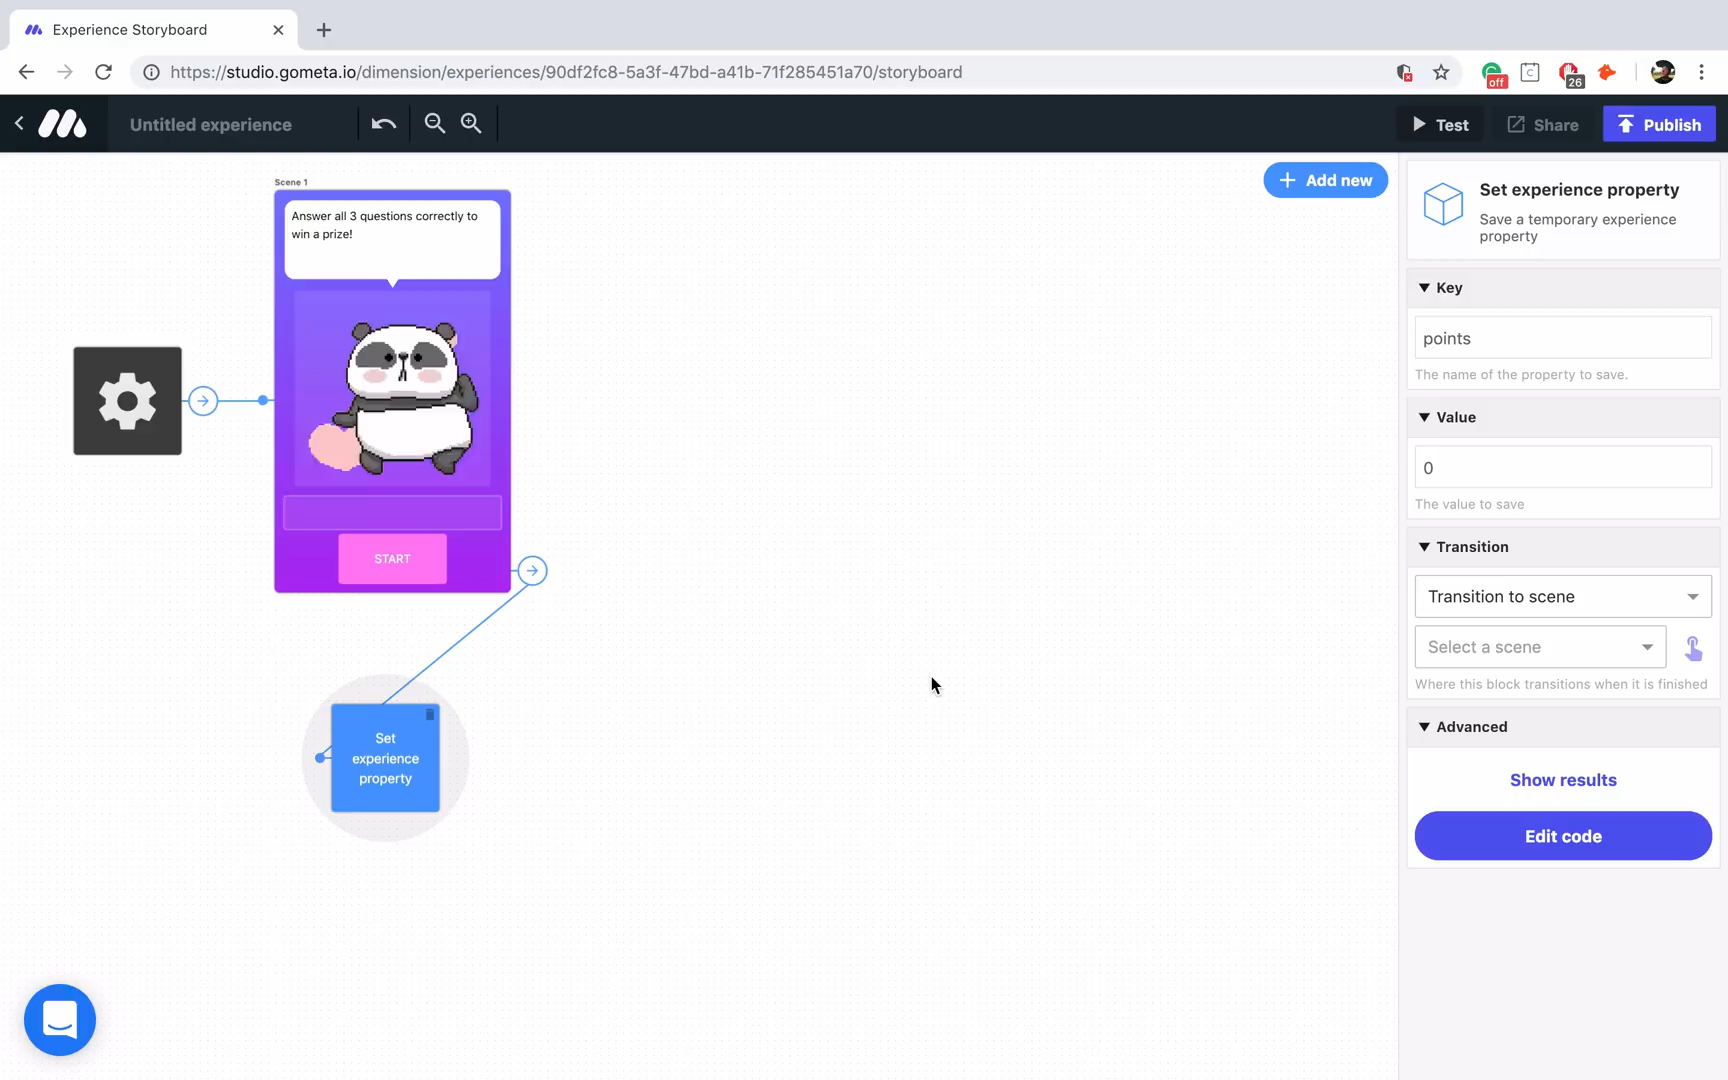 Experience Storyboard
https://studio.gometa.io/dimension/experiences/90df2fc8-5a3f-47bd-a41b-71f285451a70/storyboard
off
C
26
Untitled experience
Test
Share
Publish
Scene 1
Add new
Answer all 3 questions correctly to
win a prize!
START
Set
experience
property
Set experience property
Save a temporary experience
property
Key
points
The name of the property to save.
Value
0
The value to save
Transition
Transition to scene
Select a scene
Where this block transitions when it is finished
Advanced
Show results
Edit code